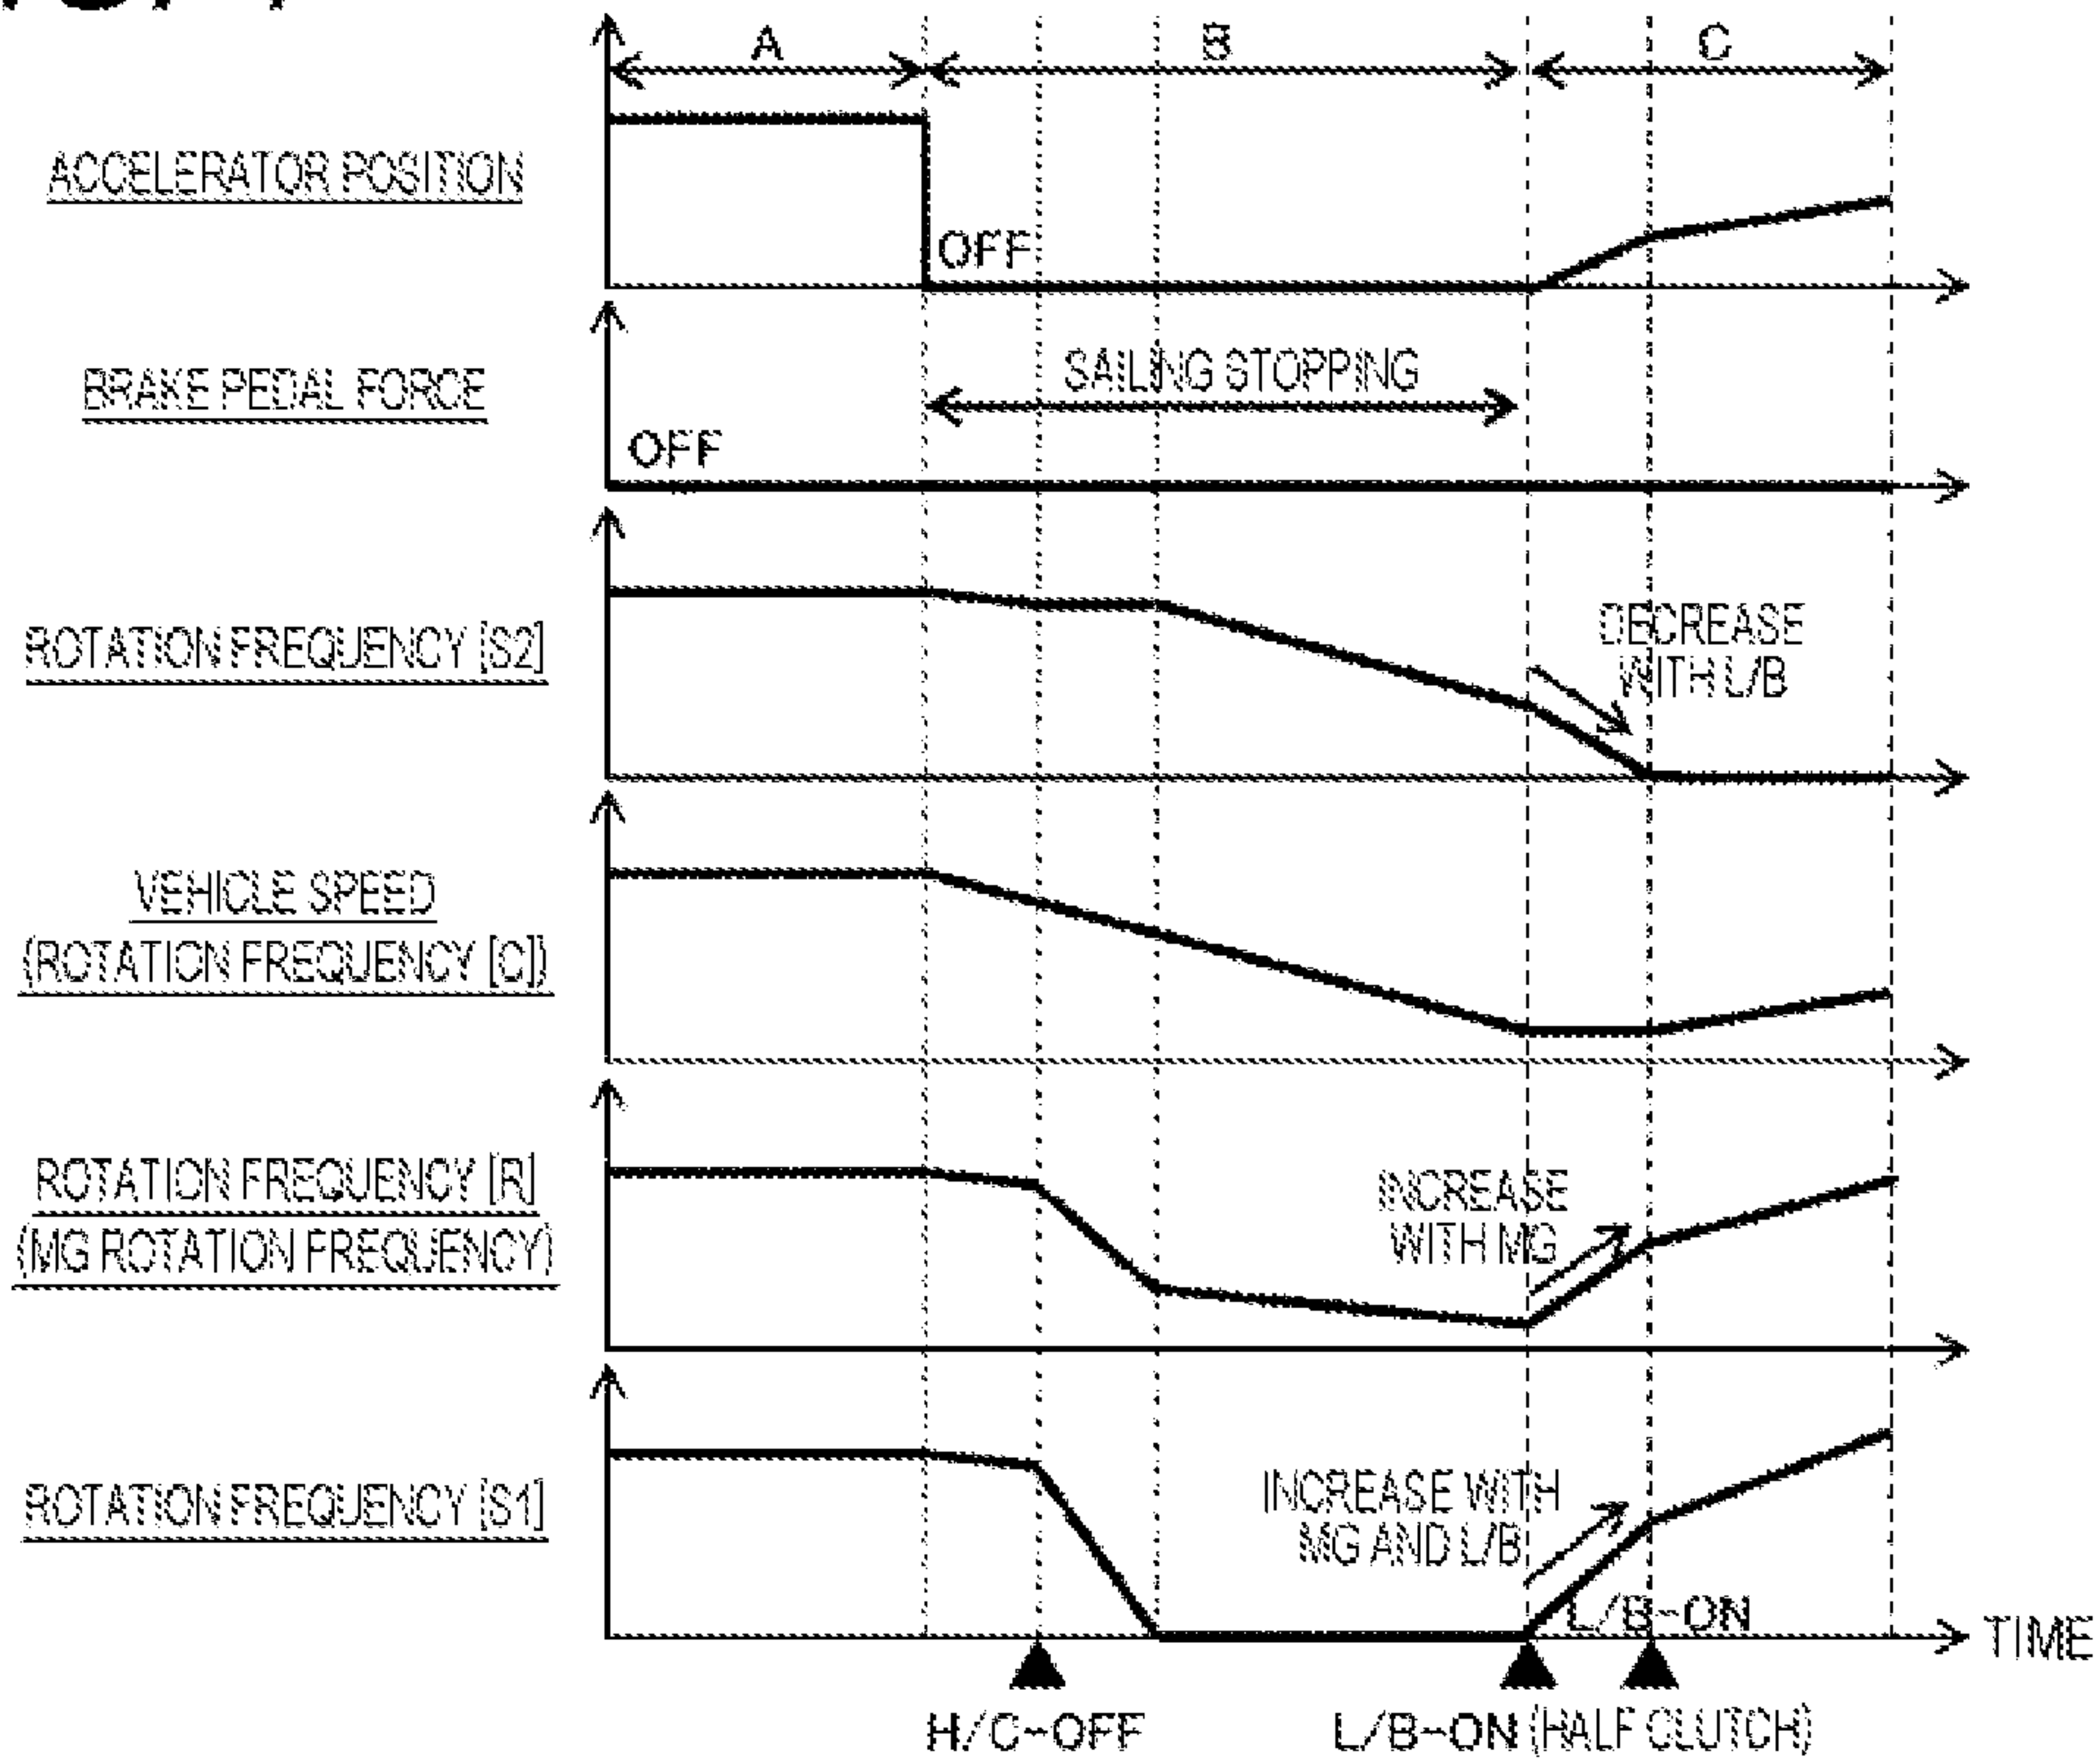 A
B
C
ACCELERATOR POSITION
OFF
BRAKE PEDAL FORCE
SAILING STOPPING
OFF
ROTATION FREQUENCY [S2]
DECREASE
WITH L/B
VEHICLE SPEED
(ROTATION FREQUENCY [C])
ROTATION FREQUENCY [R]
(MG ROTATION FREQUENCY)
INCREASE
WITH MG
ROTATION FREQUENCY [S1]
INCREASE WITH
MG AND L/B
L/B-ON
TIME
H/C-OFF
L/B-ON (HALF CLUTCH)